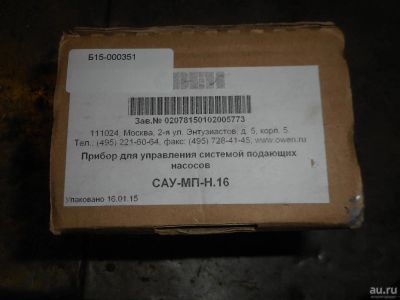 Б15-000351
Зав.№ 02078150102005773
111024, Москва, 2-я ул. Энтузиастов, д. 5, корп. 5.
Тел.: (495) 221-60-64, факс: (495) 728-41-45, www.owen.ru
Прибор для управления системой подающих
насосов
САУ-МП-Н.16
Упаковано 16.01.15
au.ru